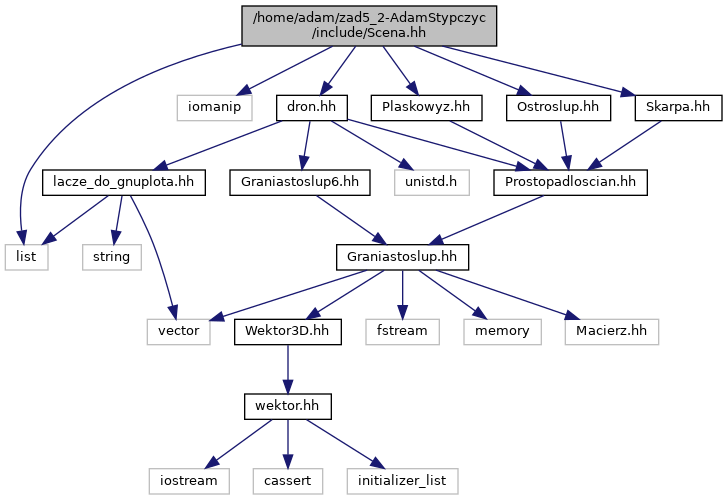 /home/adam/zad5_2-AdamStypczyc
/include/Scena.hh
iomanip
dron.hh
Plaskowyz.hh
Ostroslup.hh
Skarpa.hh
lacze_do_gnuplota.hh
Graniastoslup6.hh
unistd.h
Prostopadloscian.hh
list
string
Graniastoslup.hh
vector
Wektor3D.hh
fstream
memory
Macierz.hh
wektor.hh
iostream
cassert
initializer_list